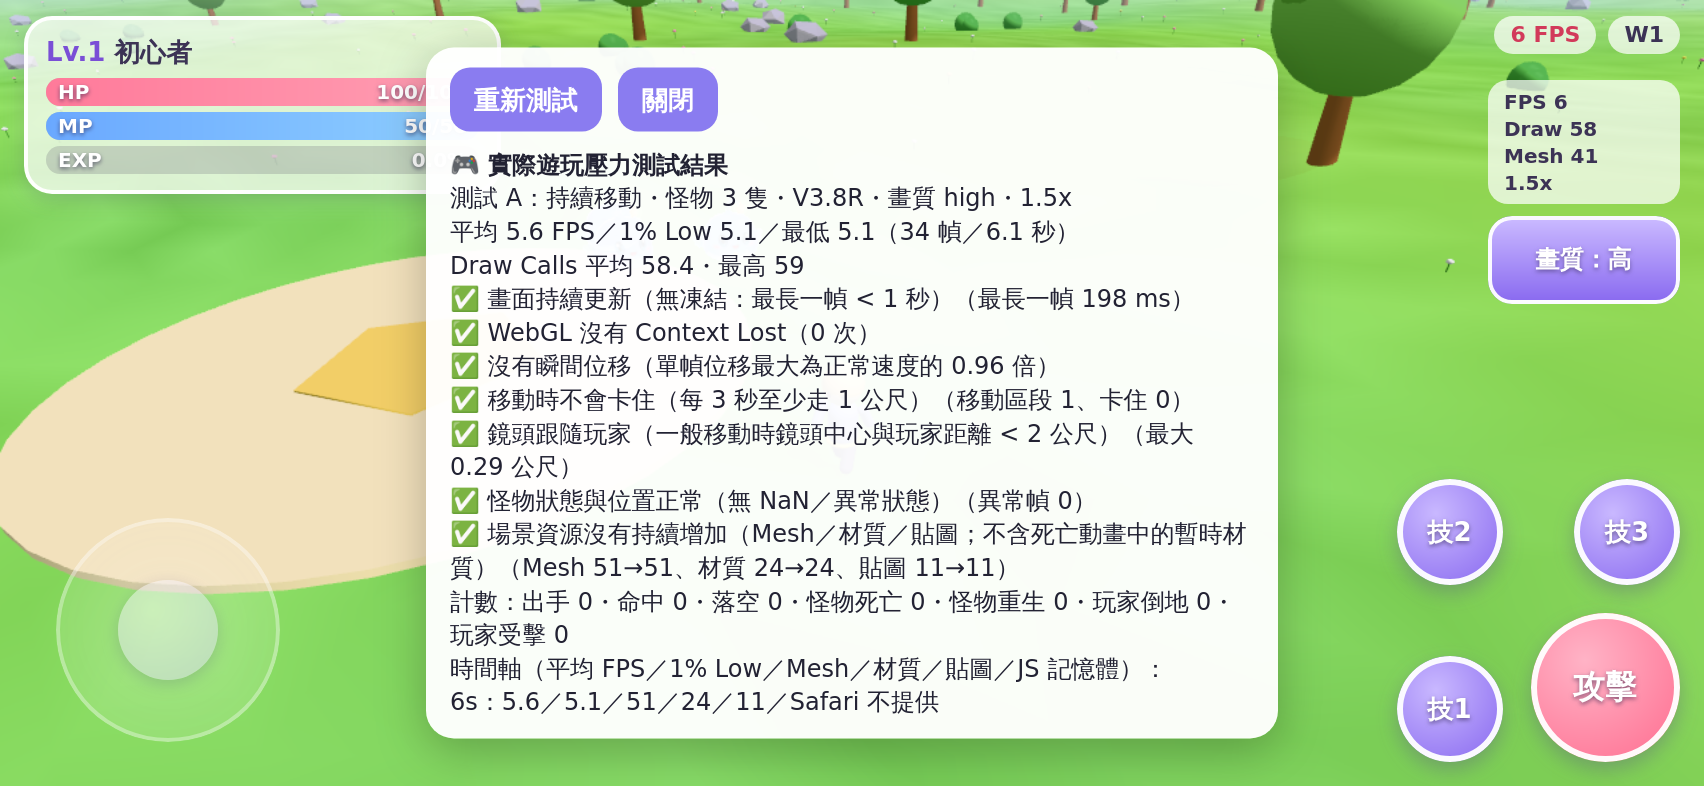 Lv.1 初心者
HP 100/
MP 50
EXP 0
重新測試
關閉
🎮 實際遊玩壓力測試結果
測試 A：持續移動・怪物 3 隻・V3.8R・畫質 high・1.5x
平均 5.6 FPS／1% Low 5.1／最低 5.1（34 幀／6.1 秒）
Draw Calls 平均 58.4・最高 59
✅ 畫面持續更新（無凍結：最長一幀 < 1 秒）（最長一幀 198 ms）
✅ WebGL 沒有 Context Lost（0 次）
✅ 沒有瞬間位移（單幀位移最大為正常速度的 0.96 倍）
✅ 移動時不會卡住（每 3 秒至少走 1 公尺）（移動區段 1、卡住 0）
✅ 鏡頭跟隨玩家（一般移動時鏡頭中心與玩家距離 < 2 公尺）（最大
0.29 公尺）
✅ 怪物狀態與位置正常（無 NaN／異常狀態）（異常幀 0）
✅ 場景資源沒有持續增加（Mesh／材質／貼圖；不含死亡動畫中的暫時材
質）（Mesh 51→51、材質 24→24、貼圖 11→11）
計數：出手 0・命中 0・落空 0・怪物死亡 0・怪物重生 0・玩家倒地 0・
玩家受擊 0
時間軸（平均 FPS／1% Low／Mesh／材質／貼圖／JS 記憶體）：
6s：5.6／5.1／51／24／11／Safari 不提供
6 FPS
W1
FPS 6
Draw 58
Mesh 41
1.5x
畫質：高
技2
技3
技1
攻擊